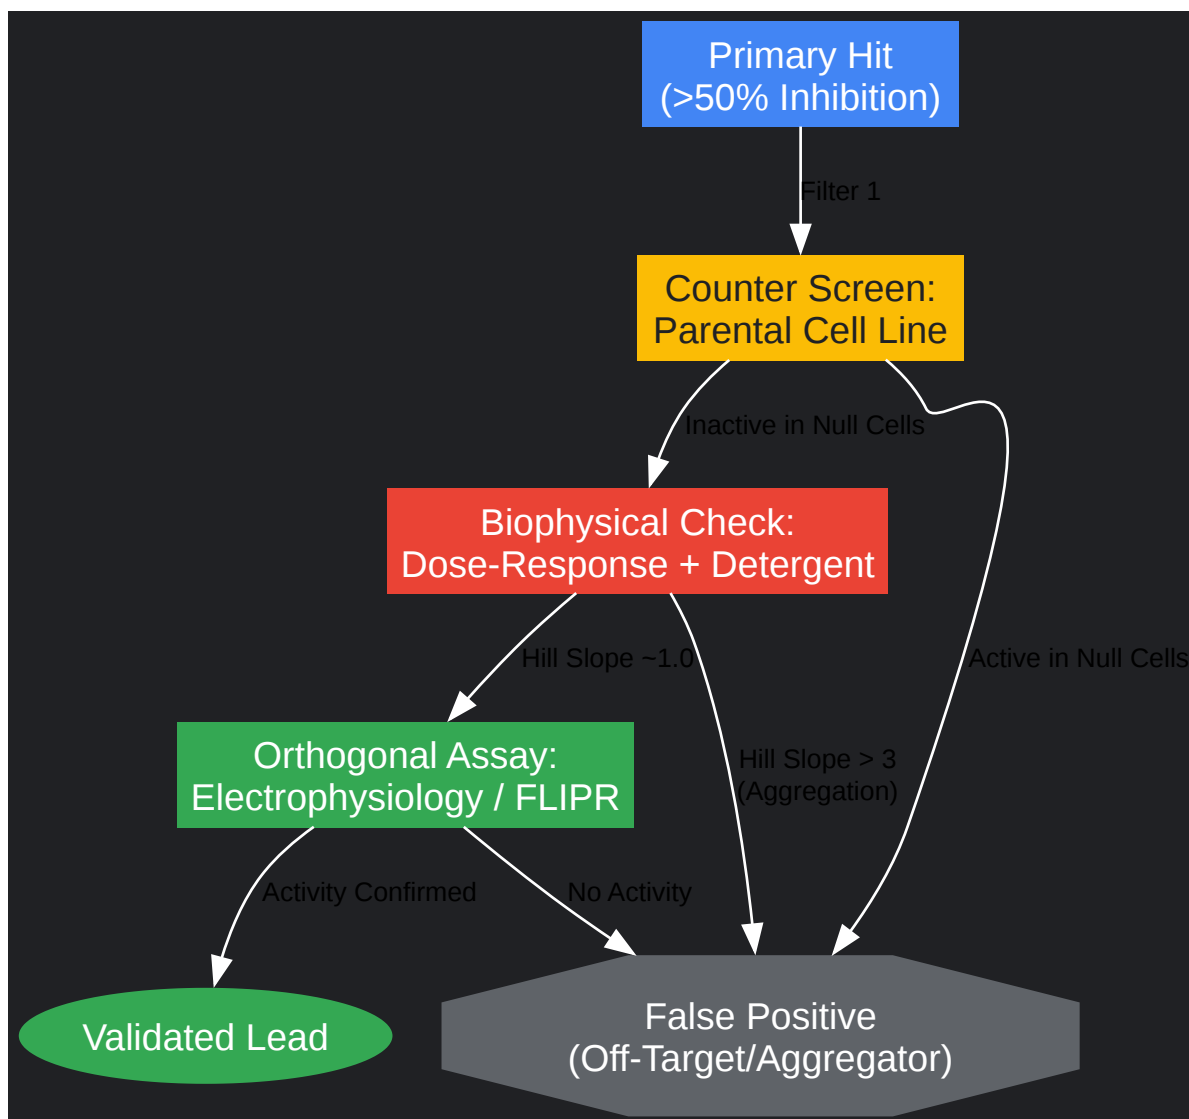 Primary Hit
(>50% Inhibition)
Filter 1
Counter Screen:
Parental Cell Line
Inactive in Null Cells
Biophysical Check:
Dose-Response + Detergent
Hill Slope ~1.0
Active in Null Cells
Orthogonal Assay:
Electrophysiology / FLIPR
Hill Slope > 3
(Aggregation)
Activity Confirmed
No Activity
Validated Lead
False Positive
(Off-Target/Aggregator)